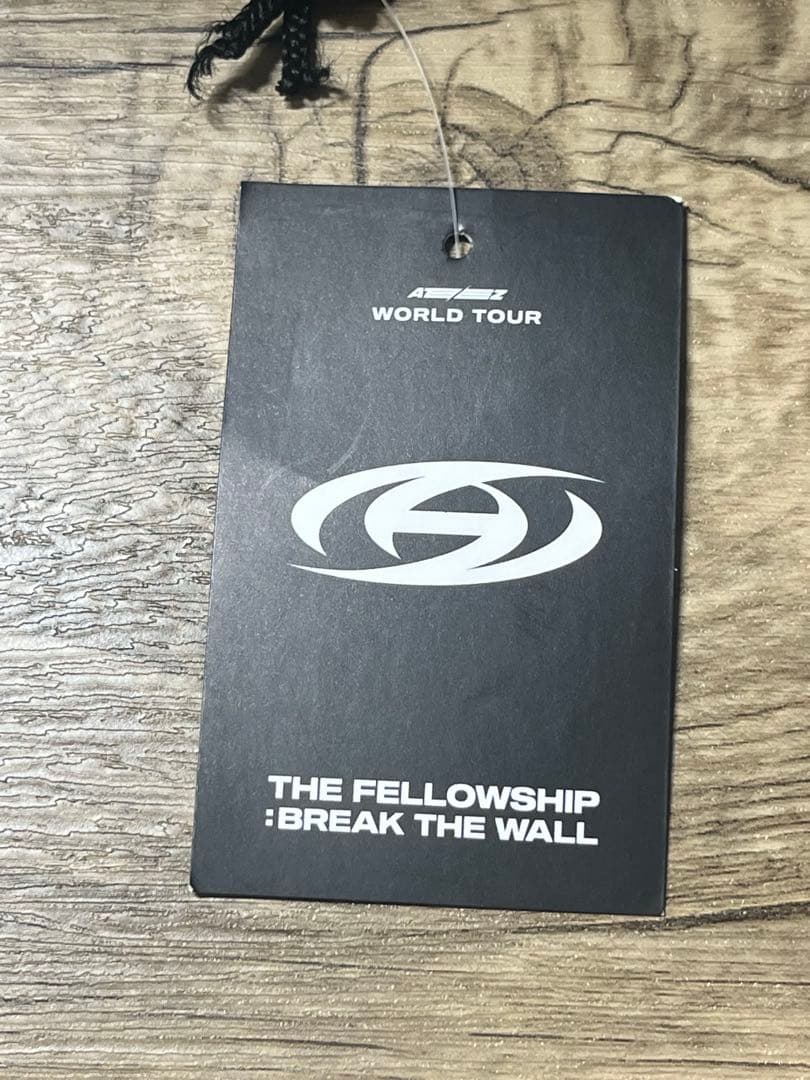 ATEEZ
WORLD TOUR
THE FELLOWSHIP
:BREAK THE WALL